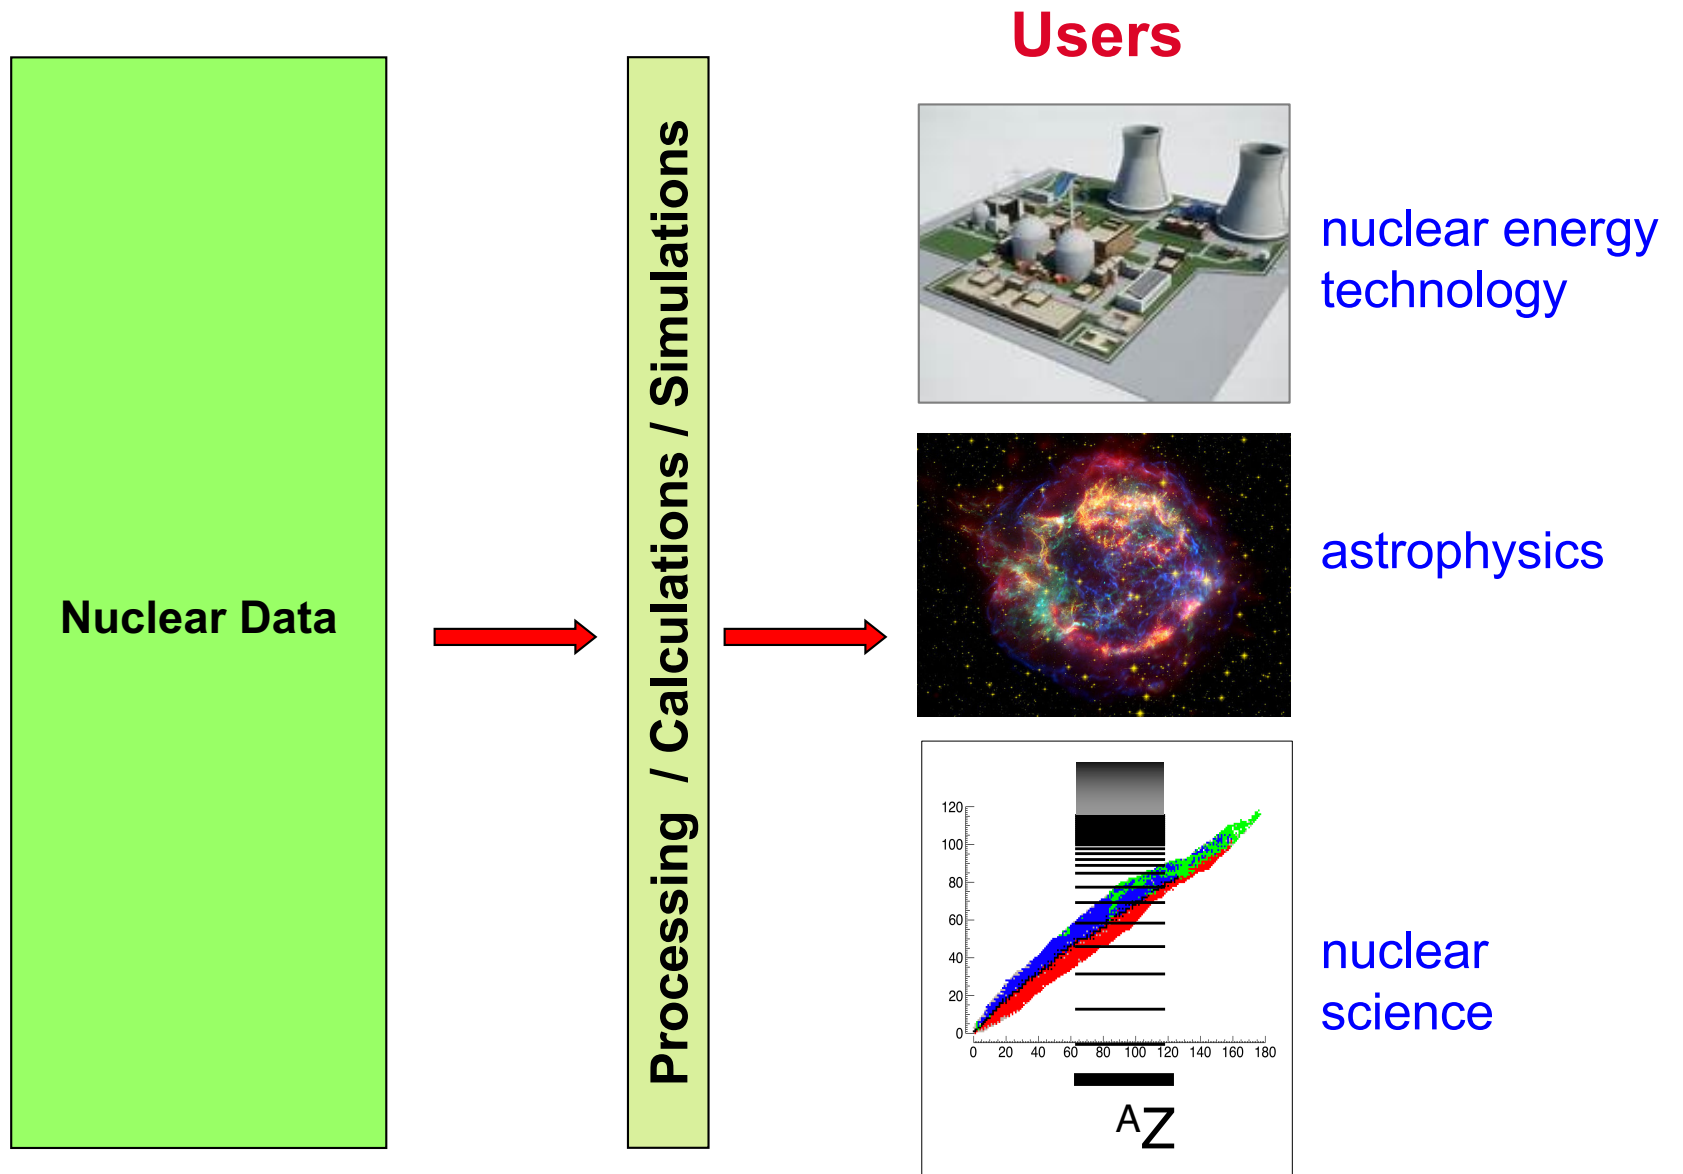 Users
Nuclear Data
Processing / Calculations / Simulations
nuclear energy
technology
astrophysics
120
100
80
60
40
20
0
0 20 40 60 80 100 120 140 160 180
AZ
nuclear
science